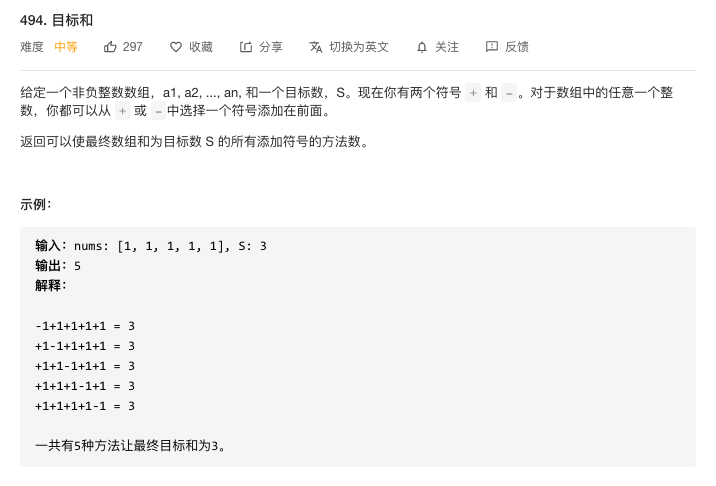 494. 目标和
难度 中等 297 收藏 分享 切换为英文 关注 反馈
给定一个非负整数数组，a1, a2, ..., an, 和一个目标数，S。现在你有两个符号 + 和 -。对于数组中的任意一个整
数，你都可以从 + 或 -中选择一个符号添加在前面。
返回可以使最终数组和为目标数 S 的所有添加符号的方法数。
示例：
输入：nums: [1, 1, 1, 1, 1], S: 3
输出：5
解释：
-1+1+1+1+1 = 3
+1-1+1+1+1 = 3
+1+1-1+1+1 = 3
+1+1+1-1+1 = 3
+1+1+1+1-1 = 3
一共有5种方法让最终目标和为3。